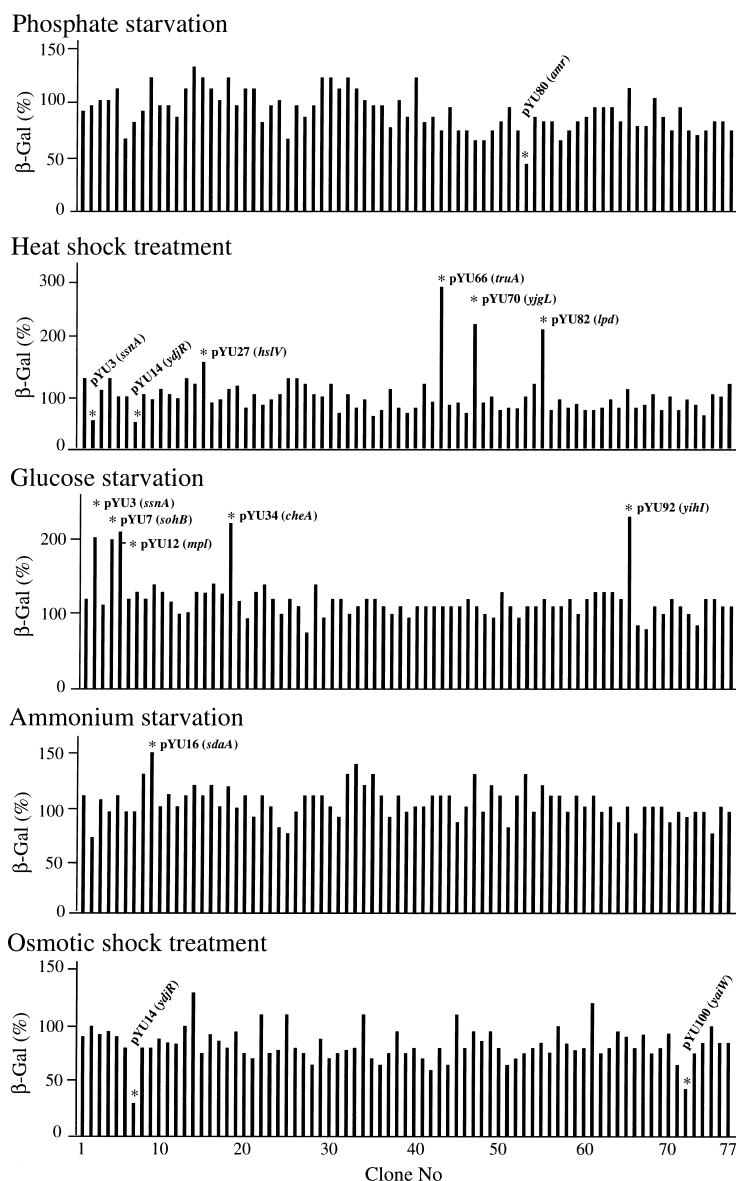 Phosphate starvation
150
100
50
0
β-Gal (%)
pYU80 (amr)
*
Heat shock treatment
300
200
100
0
β-Gal (%)
pYU3 (ssnA)
*
pYU14 (ydjR)
*
* pYU27 (hslV)
* pYU66 (truA)
* pYU70 (yjgL)
* pYU82 (lpd)
Glucose starvation
200
100
0
β-Gal (%)
* pYU3 (ssnA)
* pYU7 (sohB)
* pYU12 (mpl)
* pYU34 (cheA)
* pYU92 (yihI)
Ammonium starvation
150
100
50
0
β-Gal (%)
* pYU16 (sdaA)
Osmotic shock treatment
150
100
50
0
β-Gal (%)
pYU14 (ydjR)
*
pYU100 (yaiW)
*
1 10 20 30 40 50 60 70 77
Clone No